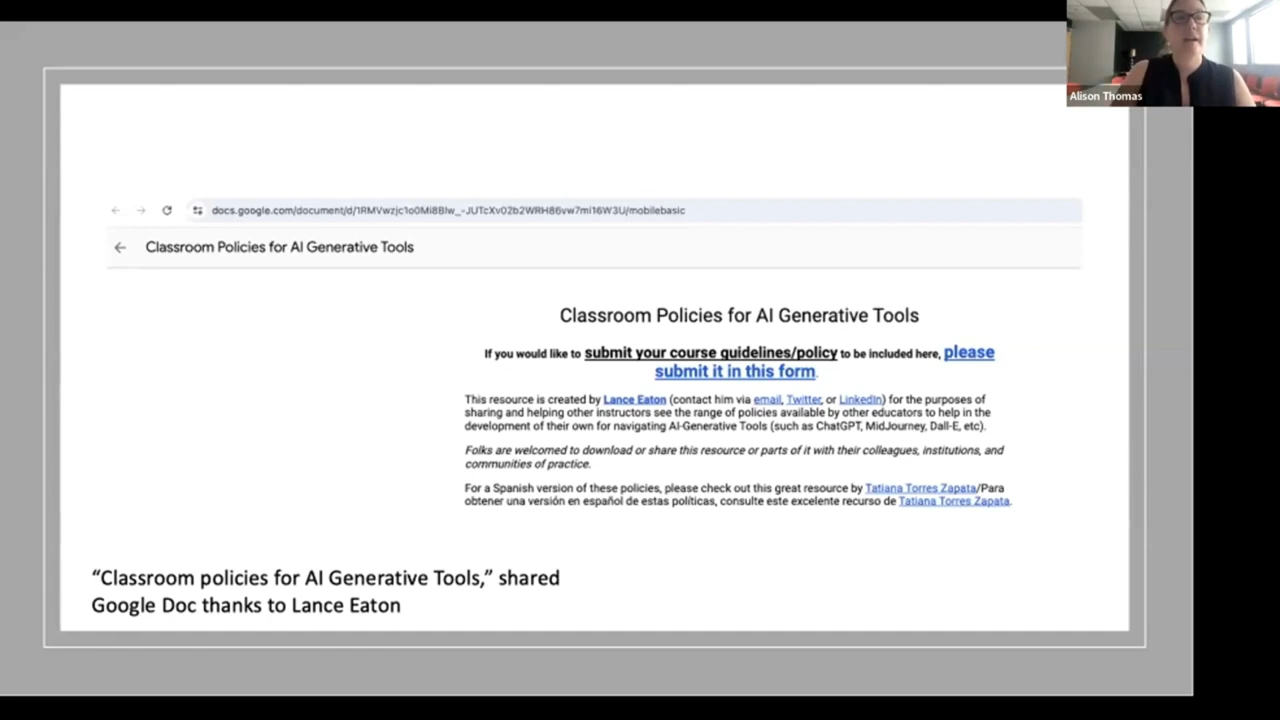 Alison Thomas
docs.google.com/document/d/1RMVwzjc1o0Mi8Blw_-JUTcXv02b2WRH86vw7mi16W3U/mobilebasic
Classroom Policies for AI Generative Tools
Classroom Policies for AI Generative Tools
If you would like to submit your course guidelines/policy to be included here, please
submit it in this form.
This resource is created by Lance Eaton (contact him via email, Twitter, or LinkedIn) for the purposes of
sharing and helping other instructors see the range of policies available by other educators to help in the
development of their own for navigating AI-Generative Tools (such as ChatGPT, MidJourney, Dall-E, etc).
Folks are welcomed to download or share this resource or parts of it with their colleagues, institutions, and
communities of practice.
For a Spanish version of these policies, please check out this great resource by Tatiana Torres Zapata/Para
obtener una versión en español de estas políticas, consulte este excelente recurso de Tatiana Torres Zapata.
“Classroom policies for AI Generative Tools,” shared
Google Doc thanks to Lance Eaton